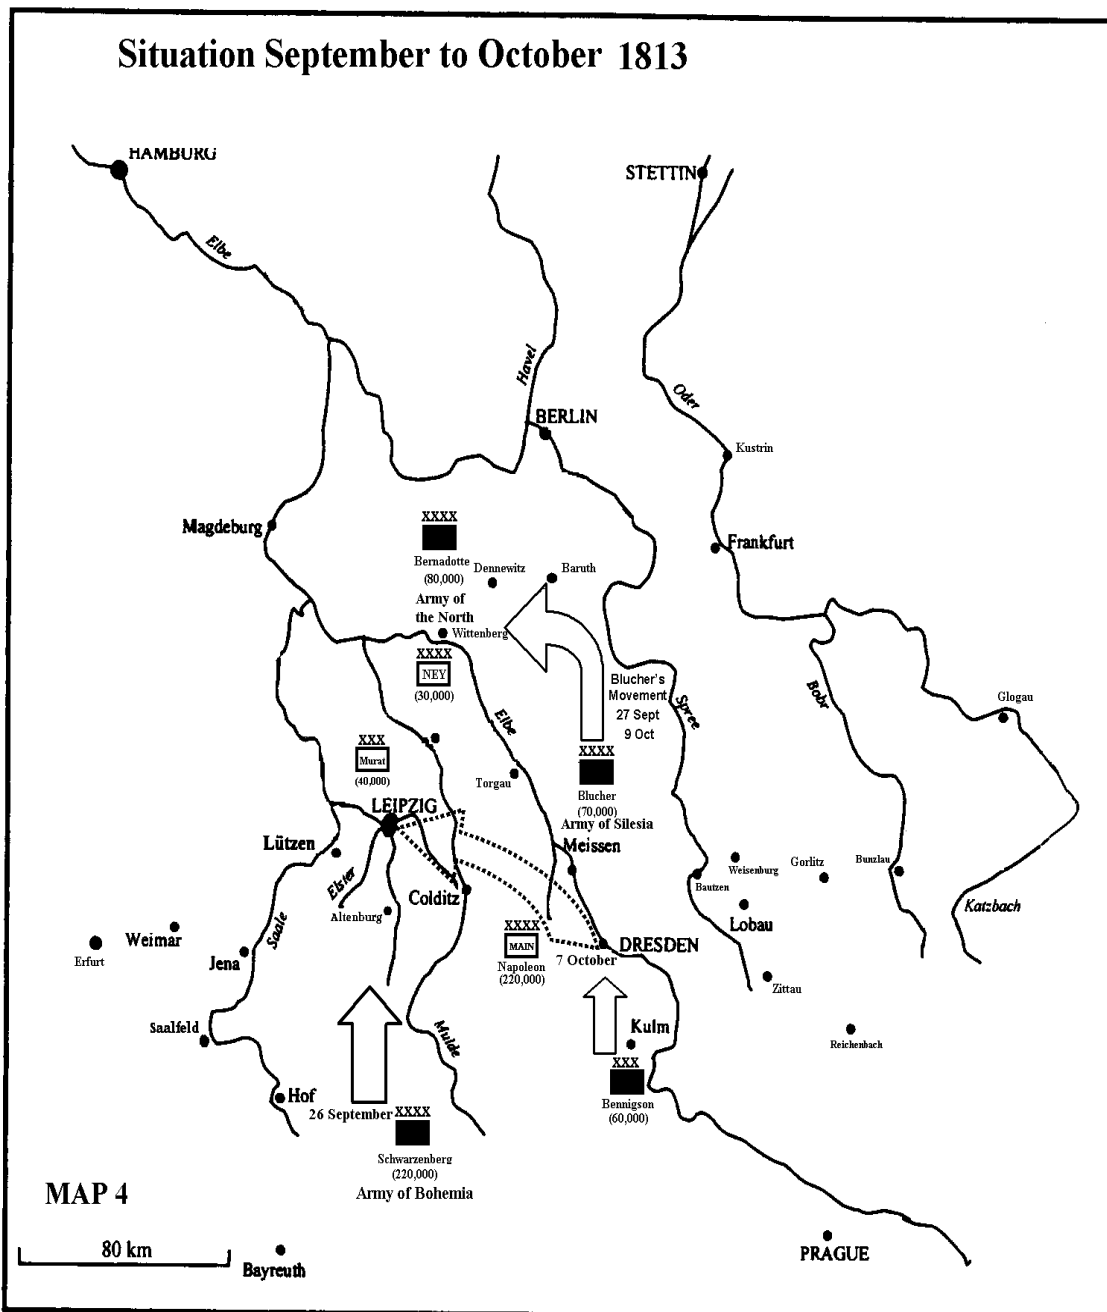 Situation September to October 1813
HAMBURG
STETTIN
Elbe
Havel
Oder
BERLIN
Kustrin
Magdeburg
XXXX
Bernadotte
(80,000)
Army of
the North
Dennewitz
Baruth
Frankfurt
Wittenberg
XXXX
NEY
(30,000)
Blucher's
Movement
27 Sept
9 Oct
Elbe
Spree
Bobr
Glogau
XXX
Murat
(40,000)
Torgau
XXXX
Blucher
(70,000)
Army of Silesia
LEIPZIG
Lützen
Meissen
Weisenburg
Gorlitz
Bunzlau
Bautzen
Elster
Colditz
Altenburg
Lobau
Katzbach
Saale
Weimar
Erfurt
Jena
XXXX
MAIN
Napoleon
(220,000)
7 October
DRESDEN
Zittau
Saalfeld
Mulde
Kulm
Reichenbach
Hof
26 September
XXXX
Schwarzenberg
(220,000)
Army of Bohemia
XXX
Bennigson
(60,000)
MAP 4
80 km
Bayreuth
PRAGUE